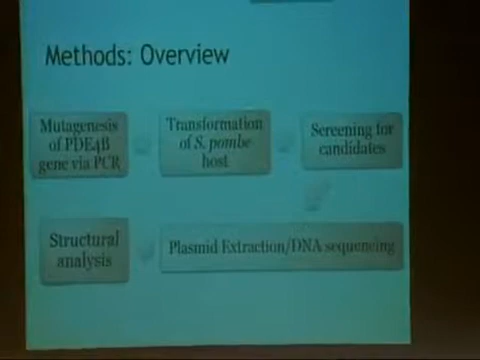 Methods: Overview
Mutagenesis
of PDE4B
gene via PCR
Transformation
of S. pombe
host
Screening for
candidates
Structural
analysis
Plasmid Extraction/DNA sequencing